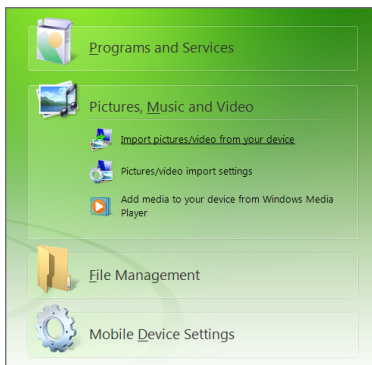 Programs and Services
Pictures, Music and Video
Import pictures/video from your device
Pictures/video import settings
Add media to your device from Windows Media
Player
File Management
Mobile Device Settings